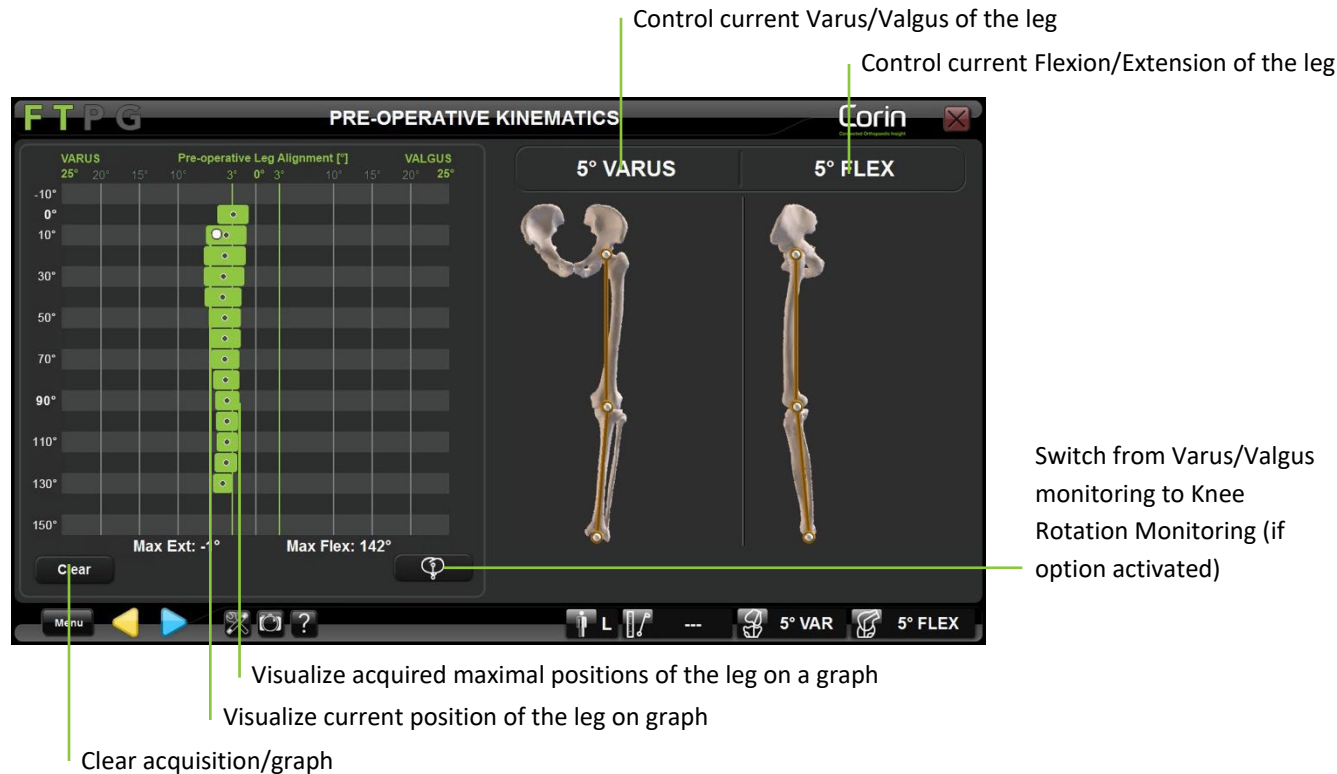 Control current Varus/Valgus of the leg
Control current Flexion/Extension of the leg
F T P G
PRE-OPERATIVE KINEMATICS
Corin
Connected Orthopaedic Insight
VARUS
Pre-operative Leg Alignment [°]
VALGUS
25° 20° 15° 10° 3° 0° 3° 10° 15° 20° 25°
5° VARUS
5° FLEX
-10°
0°
10°
30°
50°
70°
90°
110°
130°
150°
Max Ext: -1°
Max Flex: 142°
Clear
Switch from Varus/Valgus
monitoring to Knee
Rotation Monitoring (if
option activated)
Menu
?
L
---
5° VAR
5° FLEX
Visualize acquired maximal positions of the leg on a graph
Visualize current position of the leg on graph
Clear acquisition/graph